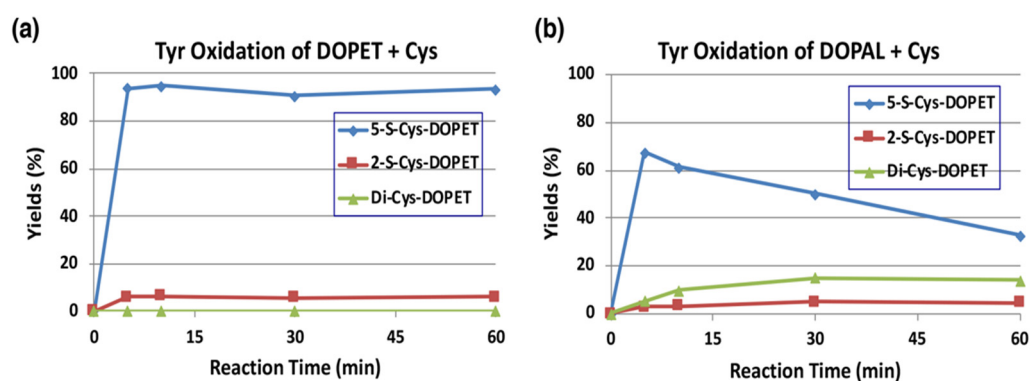 (a)
Tyr Oxidation of DOPET + Cys
100
80
60
40
20
0
Yields (%)
5-S-Cys-DOPET
2-S-Cys-DOPET
Di-Cys-DOPET
0 15 30 45 60
Reaction Time (min)
(b)
Tyr Oxidation of DOPAL + Cys
100
80
60
40
20
0
Yields (%)
5-S-Cys-DOPET
2-S-Cys-DOPET
Di-Cys-DOPET
0 15 30 45 60
Reaction Time (min)